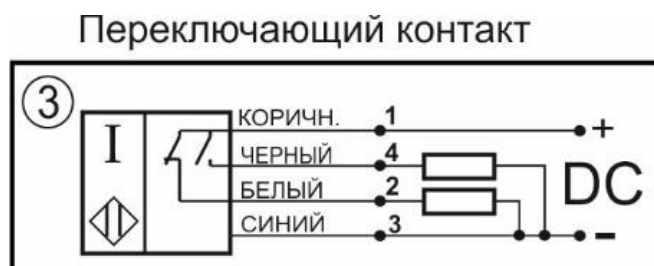 Переключающий контакт
3
I
КОРИЧН. 1 +
ЧЕРНЫЙ 4
DC
БЕЛЫЙ 2
СИНИЙ 3 -